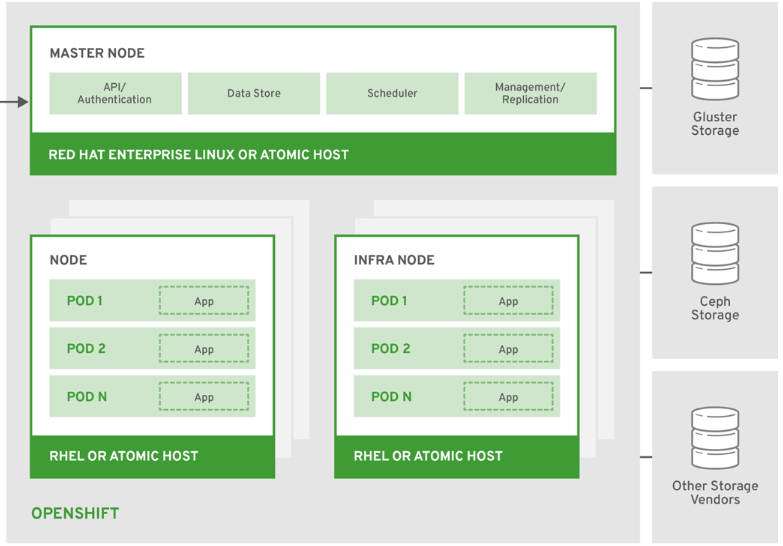 MASTER NODE
API/
Authentication
Data Store
Scheduler
Management/
Replication
RED HAT ENTERPRISE LINUX OR ATOMIC HOST
NODE
POD 1
App
POD 2
App
POD N
App
RHEL OR ATOMIC HOST
INFRA NODE
POD 1
App
POD 2
App
POD N
App
RHEL OR ATOMIC HOST
OPENSHIFT
Gluster
Storage
Ceph
Storage
Other Storage
Vendors